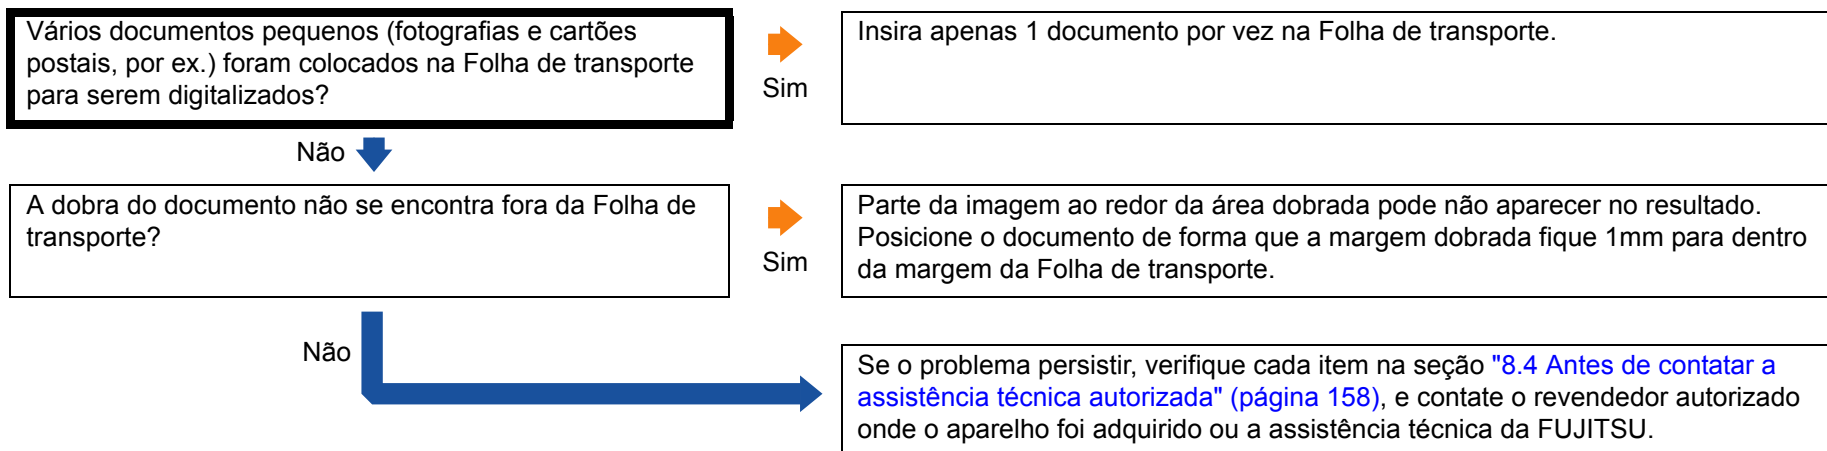 Vários documentos pequenos (fotografias e cartões
postais, por ex.) foram colocados na Folha de transporte
para serem digitalizados?
Sim
Insira apenas 1 documento por vez na Folha de transporte.
Não
A dobra do documento não se encontra fora da Folha de
transporte?
Sim
Parte da imagem ao redor da área dobrada pode não aparecer no resultado.
Posicione o documento de forma que a margem dobrada fique 1mm para dentro
da margem da Folha de transporte.
Não
Se o problema persistir, verifique cada item na seção "8.4 Antes de contatar a
assistência técnica autorizada" (página 158), e contate o revendedor autorizado
onde o aparelho foi adquirido ou a assistência técnica da FUJITSU.